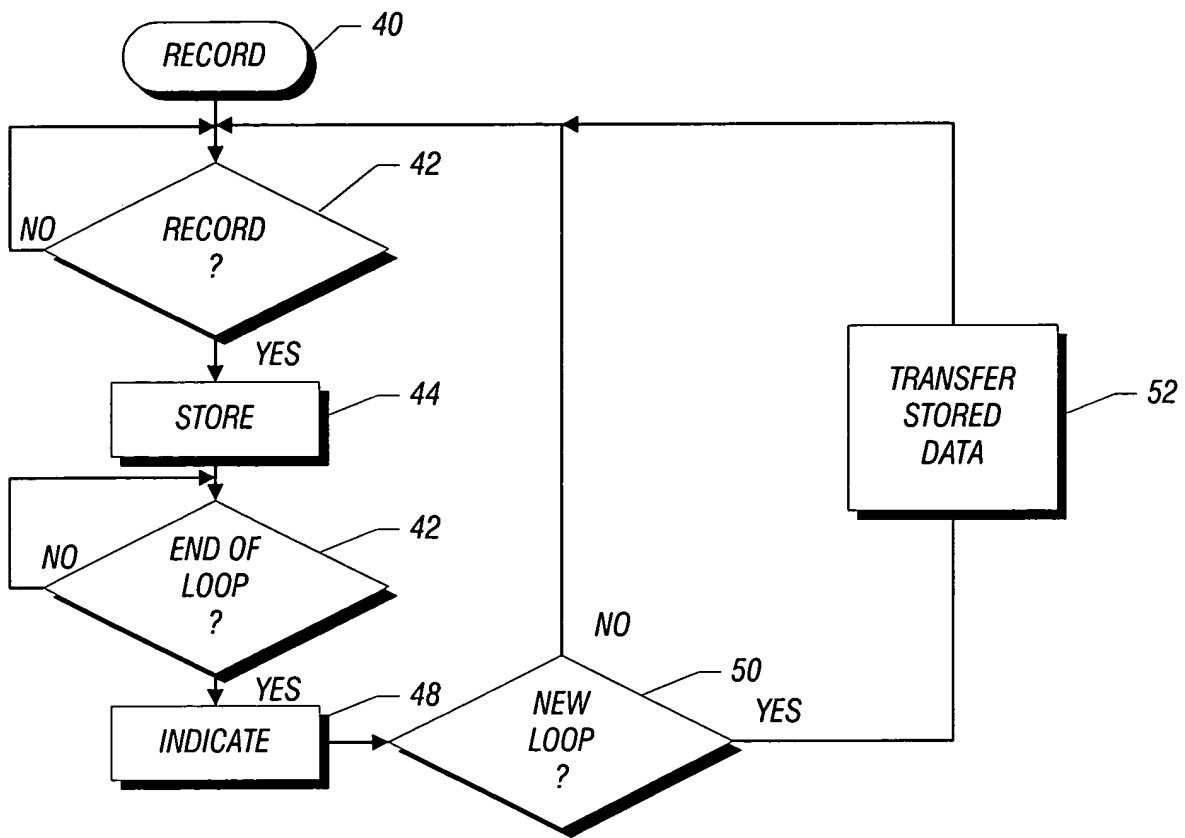 RECORD
40
42
NO
RECORD
?
YES
STORE
44
42
NO
END OF
LOOP
?
YES
INDICATE
48
NO
50
NEW
LOOP
?
YES
TRANSFER
STORED
DATA
52